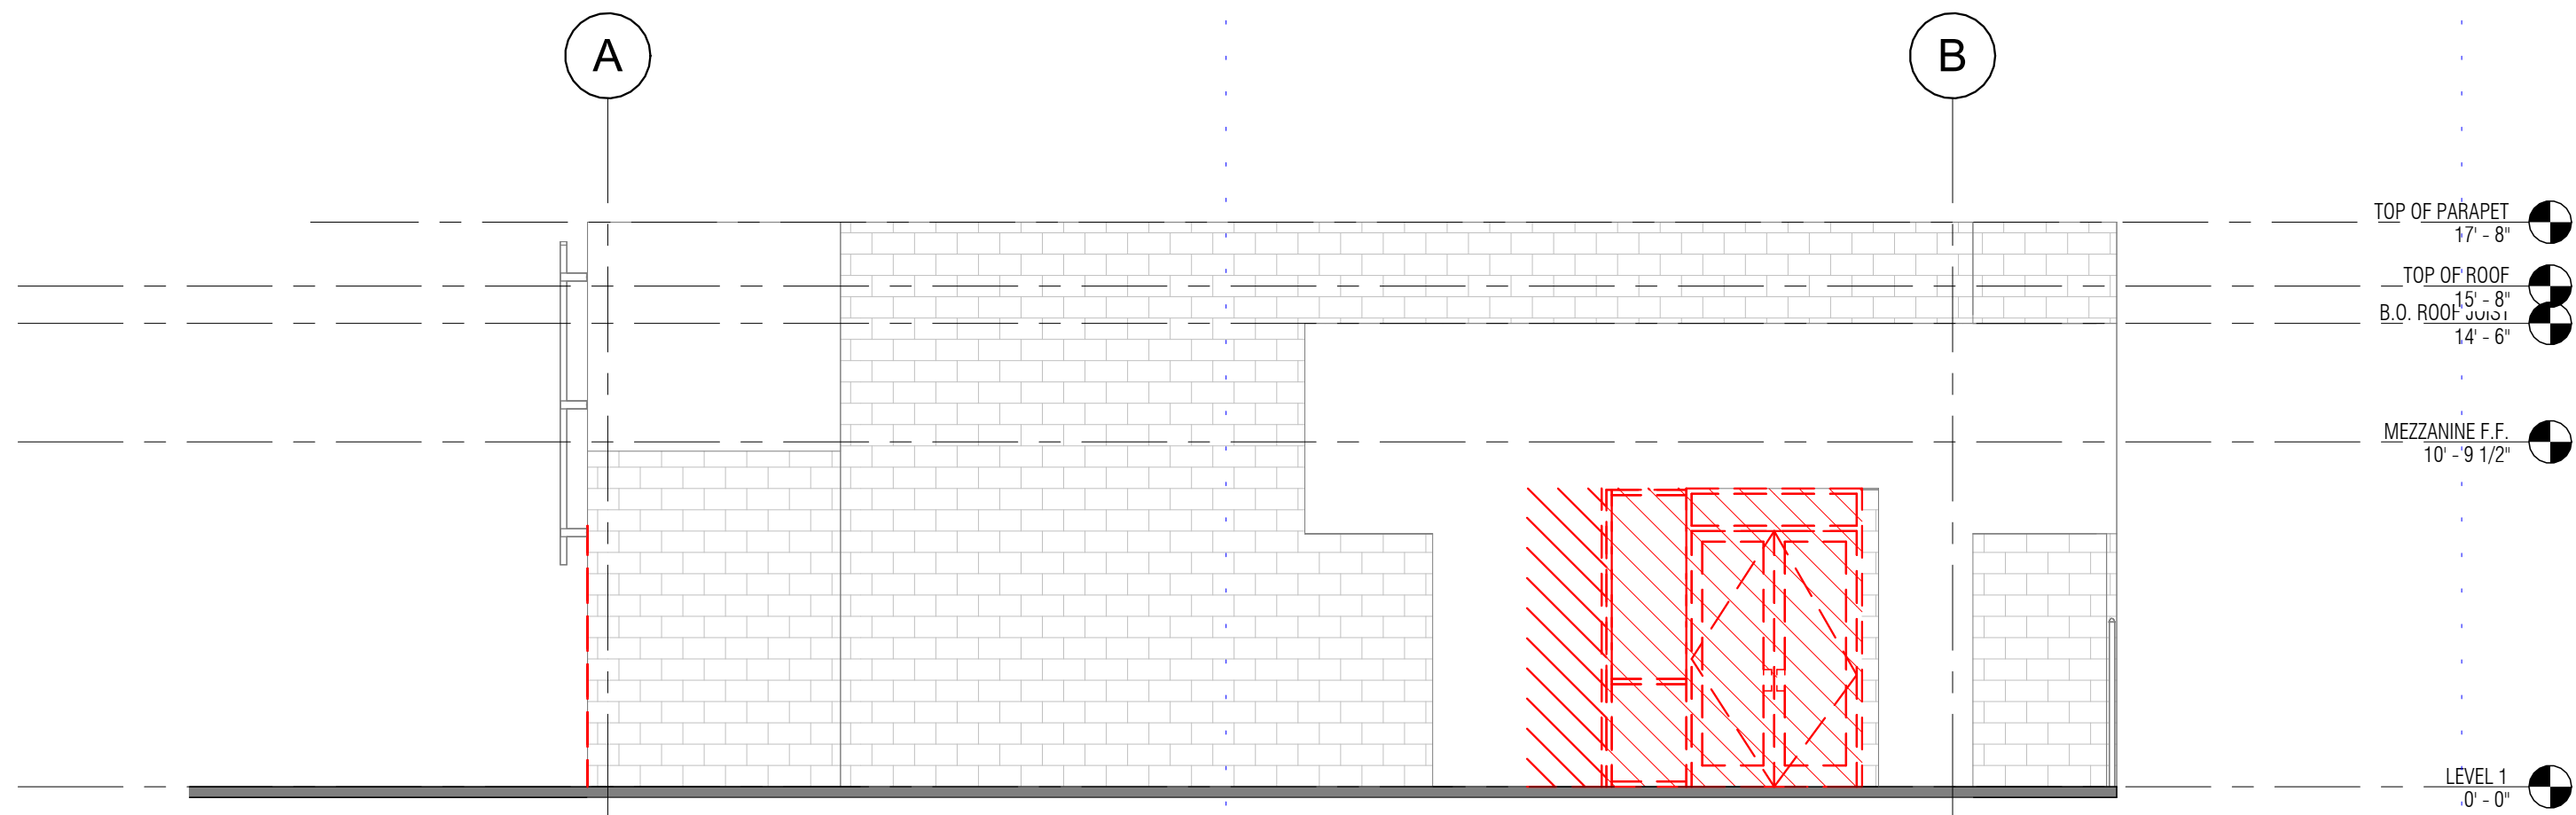 A
B
TOP OF PARAPET
17' - 8"
TOP OF ROOF
15' - 8"
B.O. ROOF JOIST
14' - 6"
MEZZANINE F.F.
10' - 9 1/2"
LEVEL 1
0' - 0"